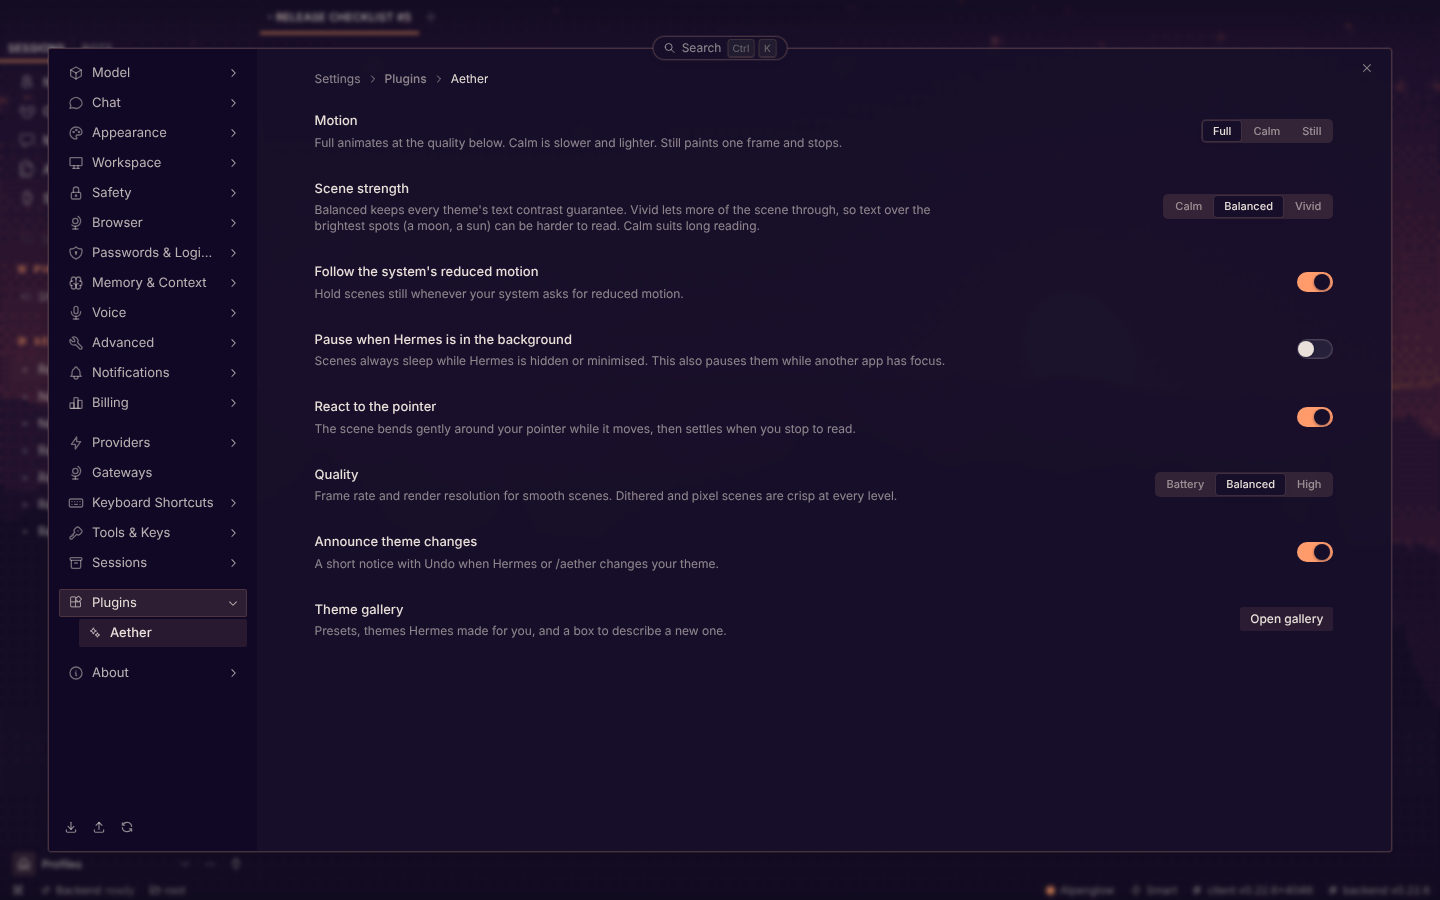 RELEASE CHECKLIST #5
Search Ctrl K
Settings > Plugins > Aether
Model
Chat
Appearance
Workspace
Safety
Browser
Passwords & Logi...
Memory & Context
Voice
Advanced
Notifications
Billing
Providers
Gateways
Keyboard Shortcuts
Tools & Keys
Sessions
Plugins
Aether
About
Motion
Full animates at the quality below. Calm is slower and lighter. Still paints one frame and stops.
Full Calm Still
Scene strength
Balanced keeps every theme's text contrast guarantee. Vivid lets more of the scene through, so text over the
brightest spots (a moon, a sun) can be harder to read. Calm suits long reading.
Calm Balanced Vivid
Follow the system's reduced motion
Hold scenes still whenever your system asks for reduced motion.
Pause when Hermes is in the background
Scenes always sleep while Hermes is hidden or minimised. This also pauses them while another app has focus.
React to the pointer
The scene bends gently around your pointer while it moves, then settles when you stop to read.
Quality
Frame rate and render resolution for smooth scenes. Dithered and pixel scenes are crisp at every level.
Battery Balanced High
Announce theme changes
A short notice with Undo when Hermes or /aether changes your theme.
Theme gallery
Presets, themes Hermes made for you, and a box to describe a new one.
Open gallery
Profiles
Backend ready root Alpenglow Smart